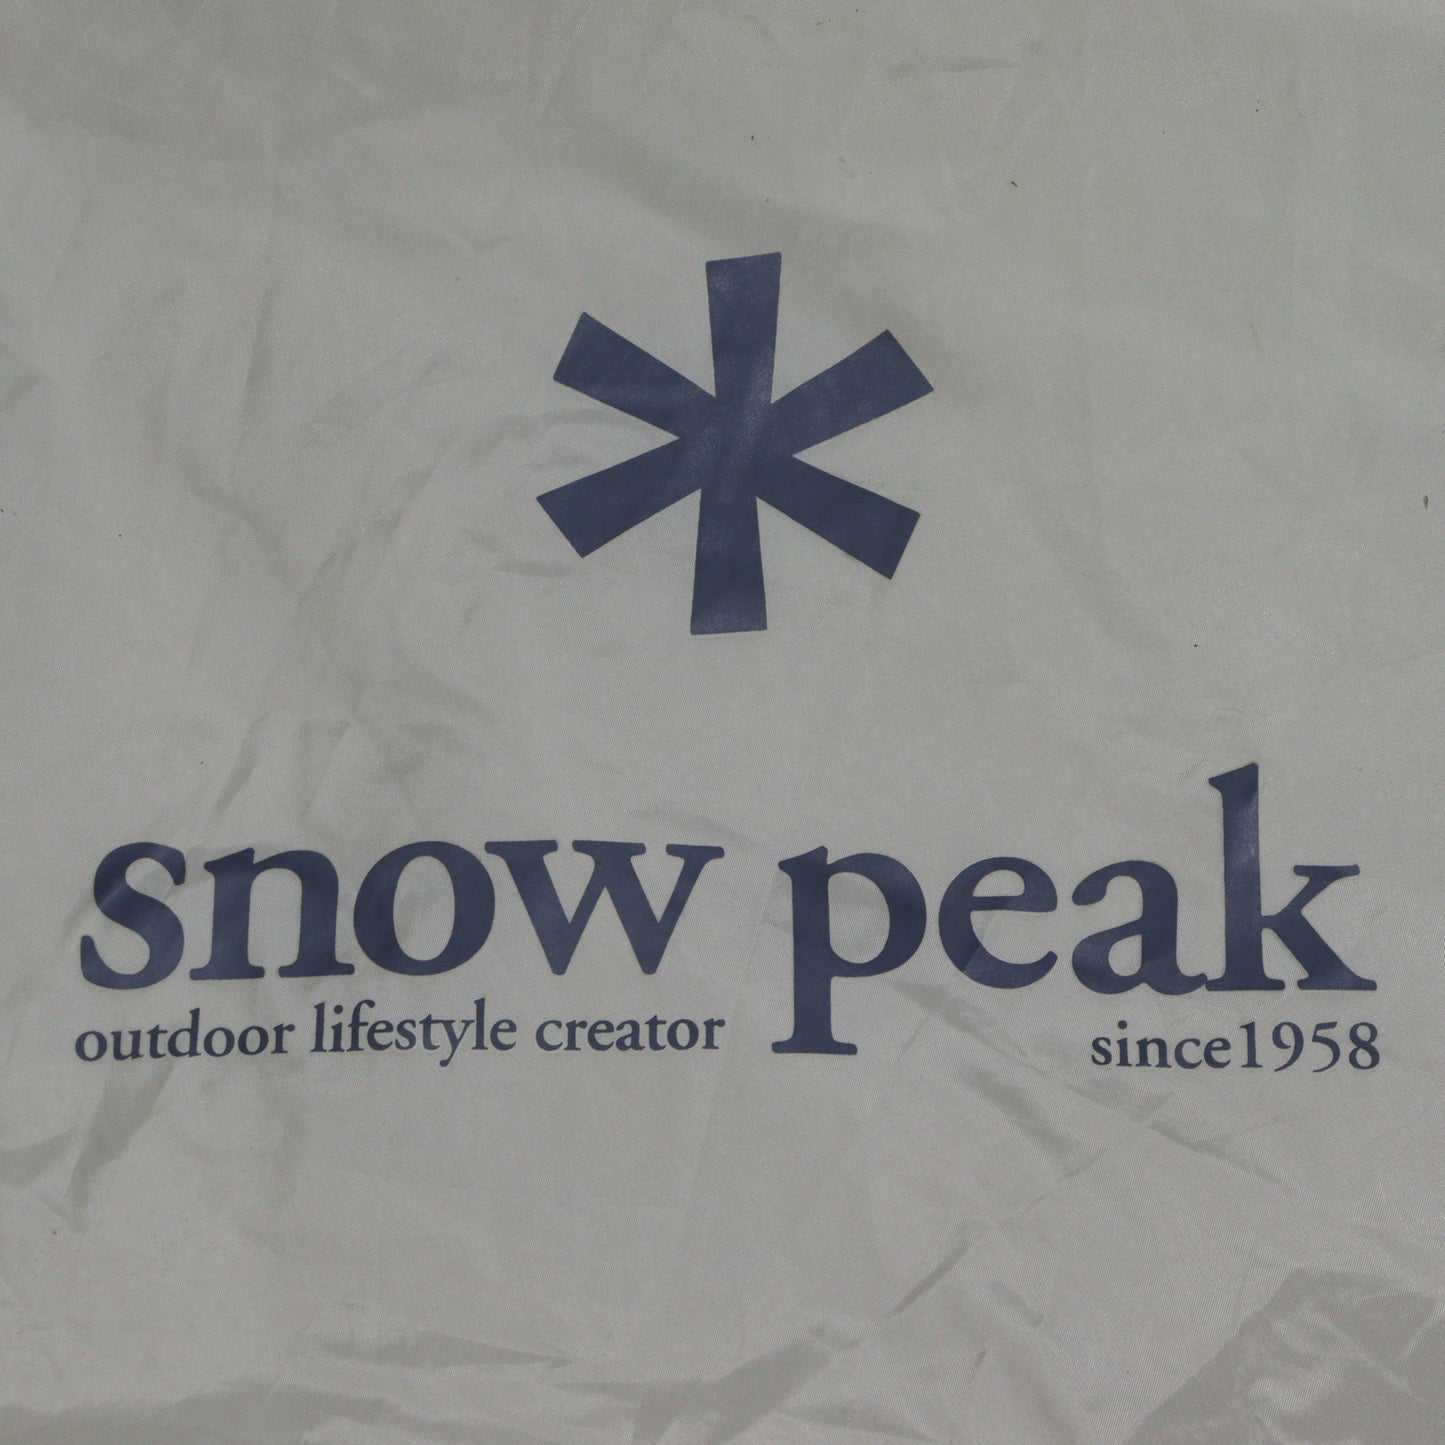 snow peak
outdoor lifestyle creator
since1958